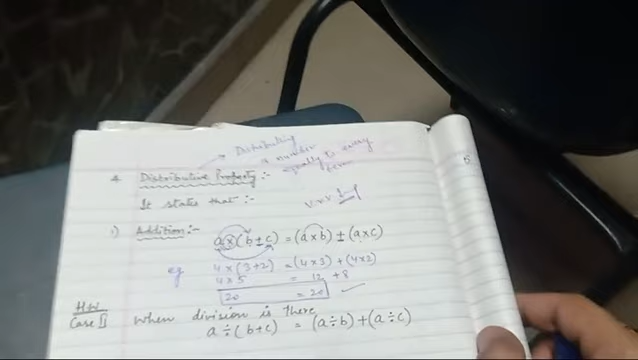 Distributing
a number
equally to every
term
* Distributive Property :-
It states that :-
i) Addition :-
a×(b±c) = (a×b) ± (a×c)
eg 4×(3+2) = (4×3) + (4×2)
4×5 = 12 + 8
20 = 20
H.W
Case II when division is there
a÷(b+c) = (a÷b)+(a÷c)